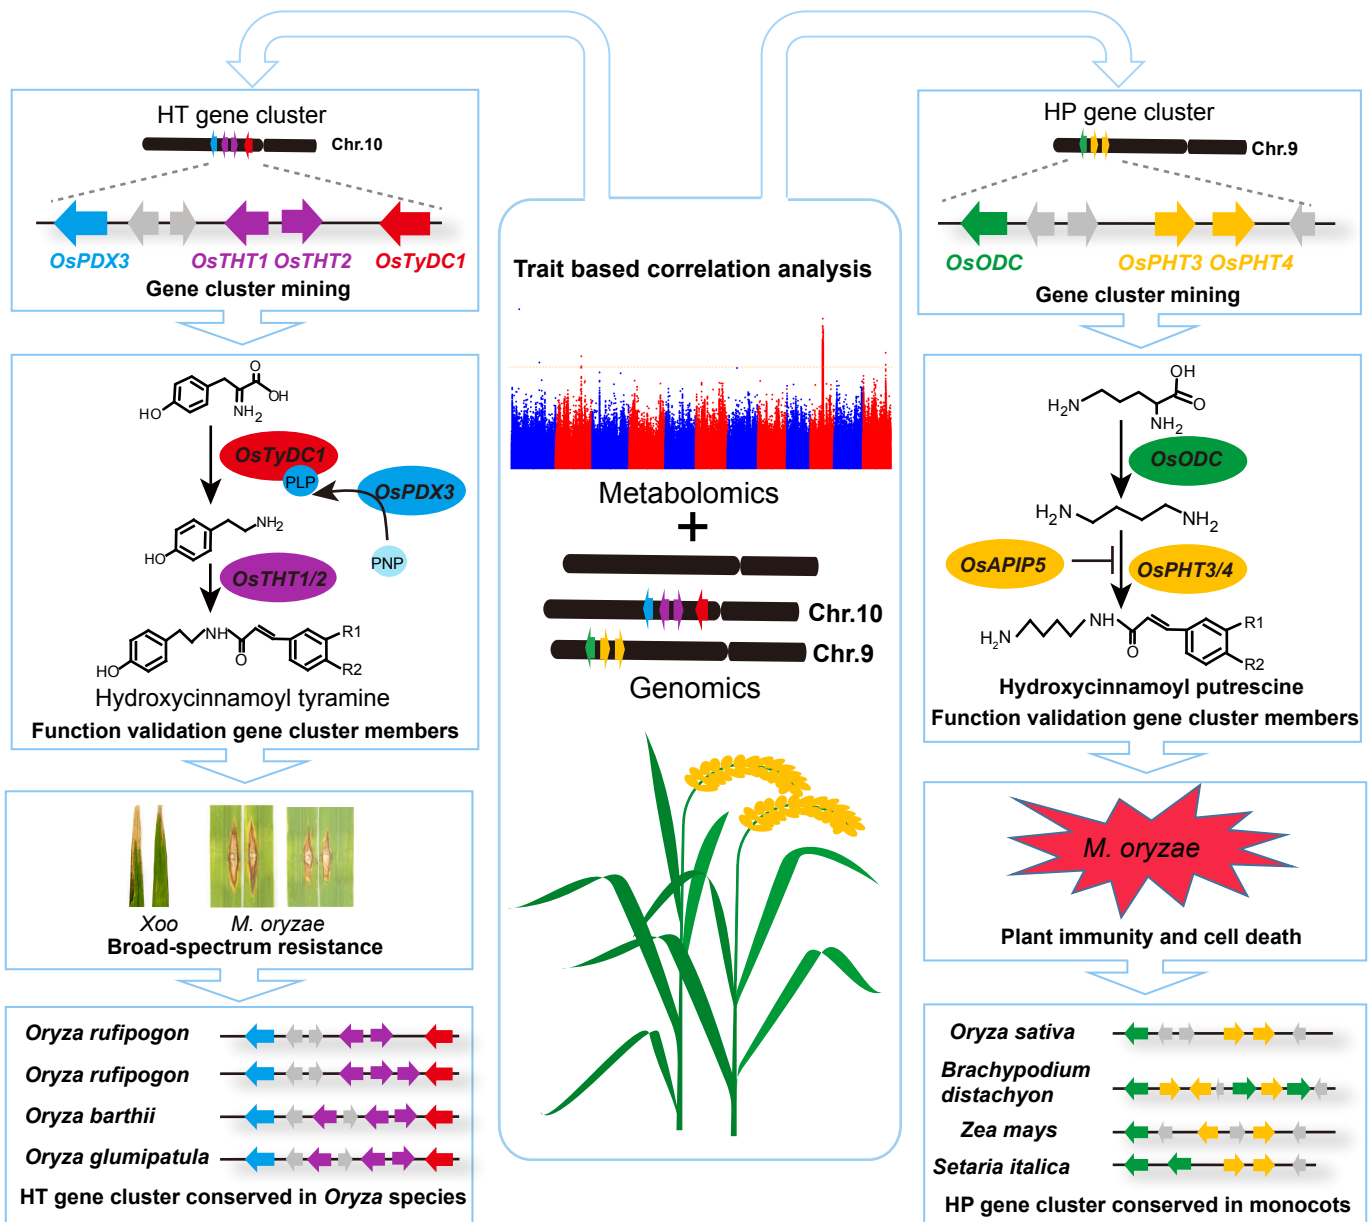 HT gene cluster
Chr.10
OsPDX3
OsTHT1 OsTHT2
OsTyDC1
Gene cluster mining
O
OH
NH2
HO
OsTyDC1
PLP
OsPDX3
NH2
HO
PNP
OsTHT1/2
NH
O
R1
R2
HO
Hydroxycinnamoyl tyramine
Function validation gene cluster members
Xoo
M. oryzae
Broad-spectrum resistance
Oryza rufipogon
Oryza rufipogon
Oryza barthii
Oryza glumipatula
HT gene cluster conserved in Oryza species
Trait based correlation analysis
Metabolomics
+
Chr.10
Chr.9
Genomics
HP gene cluster
Chr.9
OsODC
OsPHT3 OsPHT4
Gene cluster mining
OH
H2N
O
NH2
OsODC
H2N
NH2
OsAPIP5
OsPHT3/4
H2N
NH
O
R1
R2
Hydroxycinnamoyl putrescine
Function validation gene cluster members
M. oryzae
Plant immunity and cell death
Oryza sativa
Brachypodium
distachyon
Zea mays
Setaria italica
HP gene cluster conserved in monocots